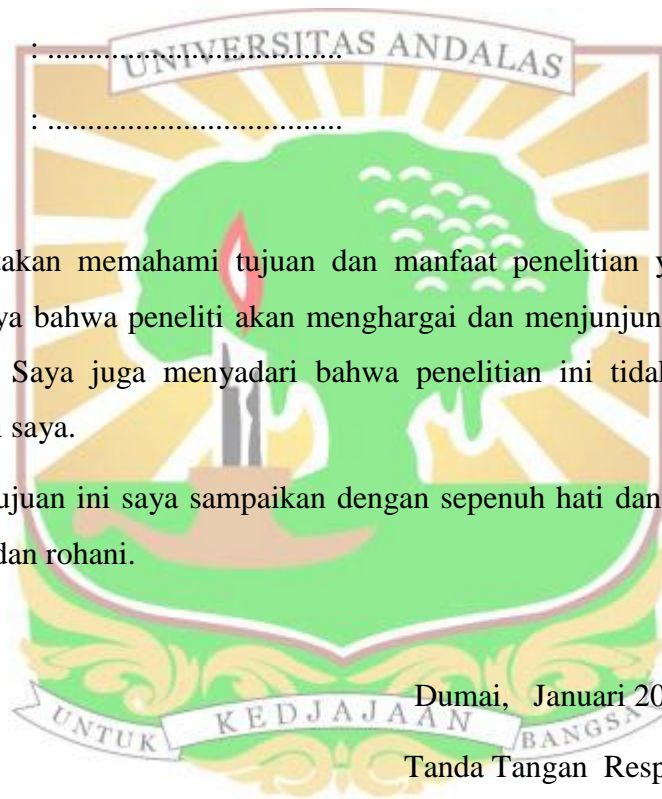 UNIVERSITAS ANDALAS
: .....................................
: .....................................
takan memahami tujuan dan manfaat penelitian y
ya bahwa peneliti akan menghargai dan menjunjun
Saya juga menyadari bahwa penelitian ini tidak
i saya.
ujuan ini saya sampaikan dengan sepenuh hati dan
dan rohani.
Dumai, Januari 20
UNTUK KEDJAJAAN BANGSA
Tanda Tangan Resp